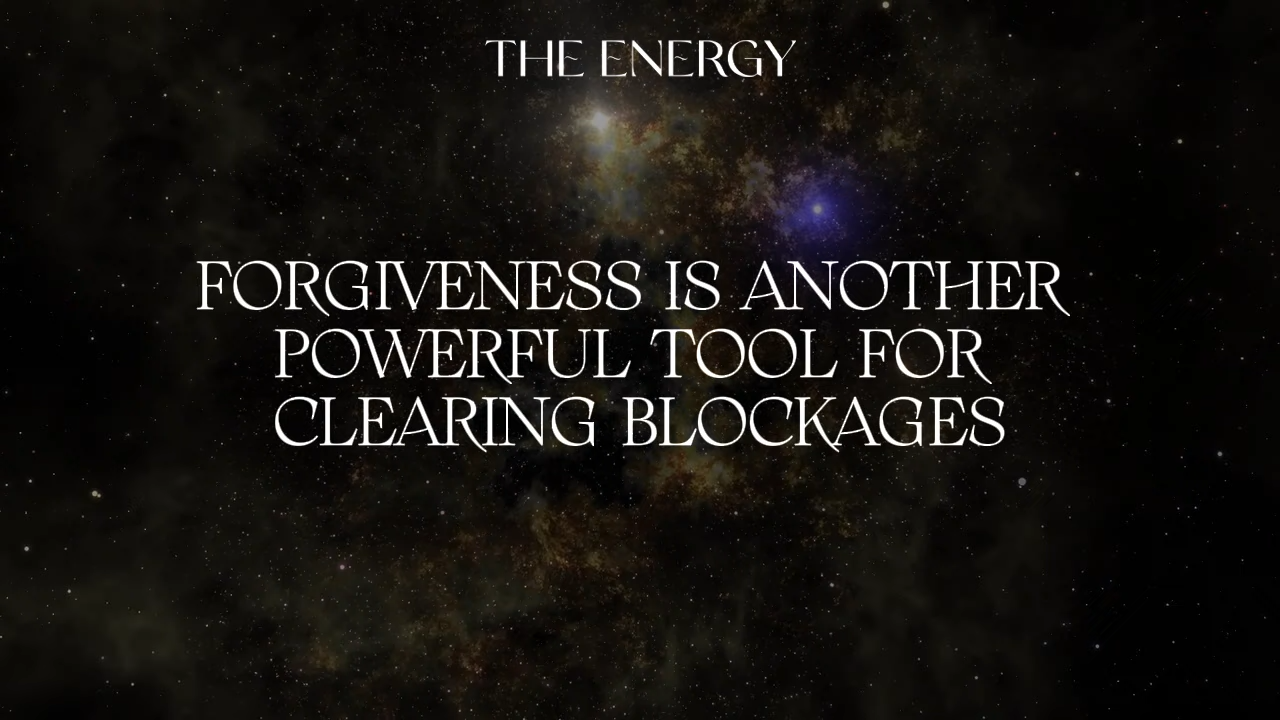 THE ENERGY
FORGIVENESS IS ANOTHER
POWERFUL TOOL FOR
CLEARING BLOCKAGES